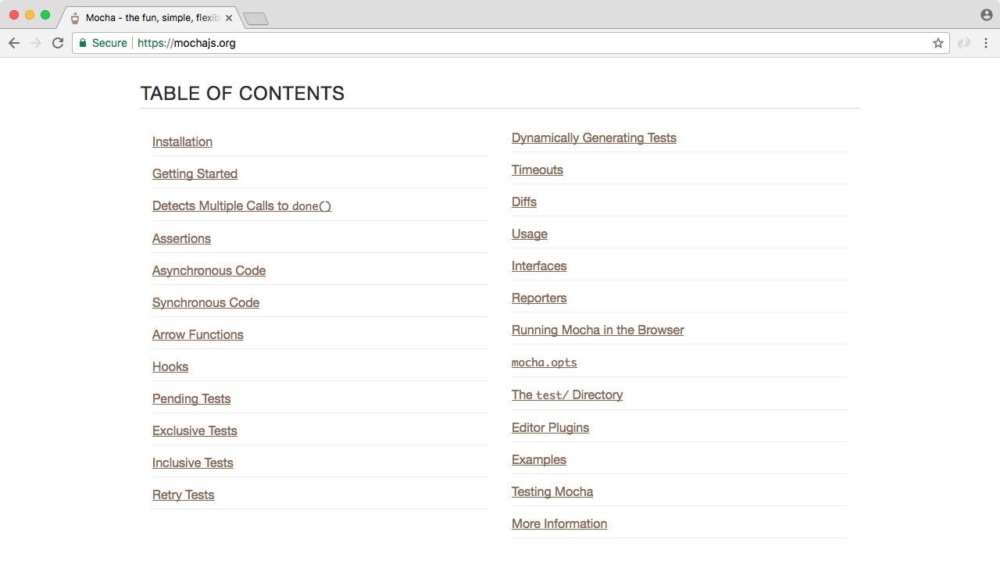 Mocha - the fun, simple, flexib
Secure
https://mochajs.org
TABLE OF CONTENTS
Installation
Getting Started
Detects Multiple Calls to done()
Assertions
Asynchronous Code
Synchronous Code
Arrow Functions
Hooks
Pending Tests
Exclusive Tests
Inclusive Tests
Retry Tests
Dynamically Generating Tests
Timeouts
Diffs
Usage
Interfaces
Reporters
Running Mocha in the Browser
mocha.opts
The test/ Directory
Editor Plugins
Examples
Testing Mocha
More Information